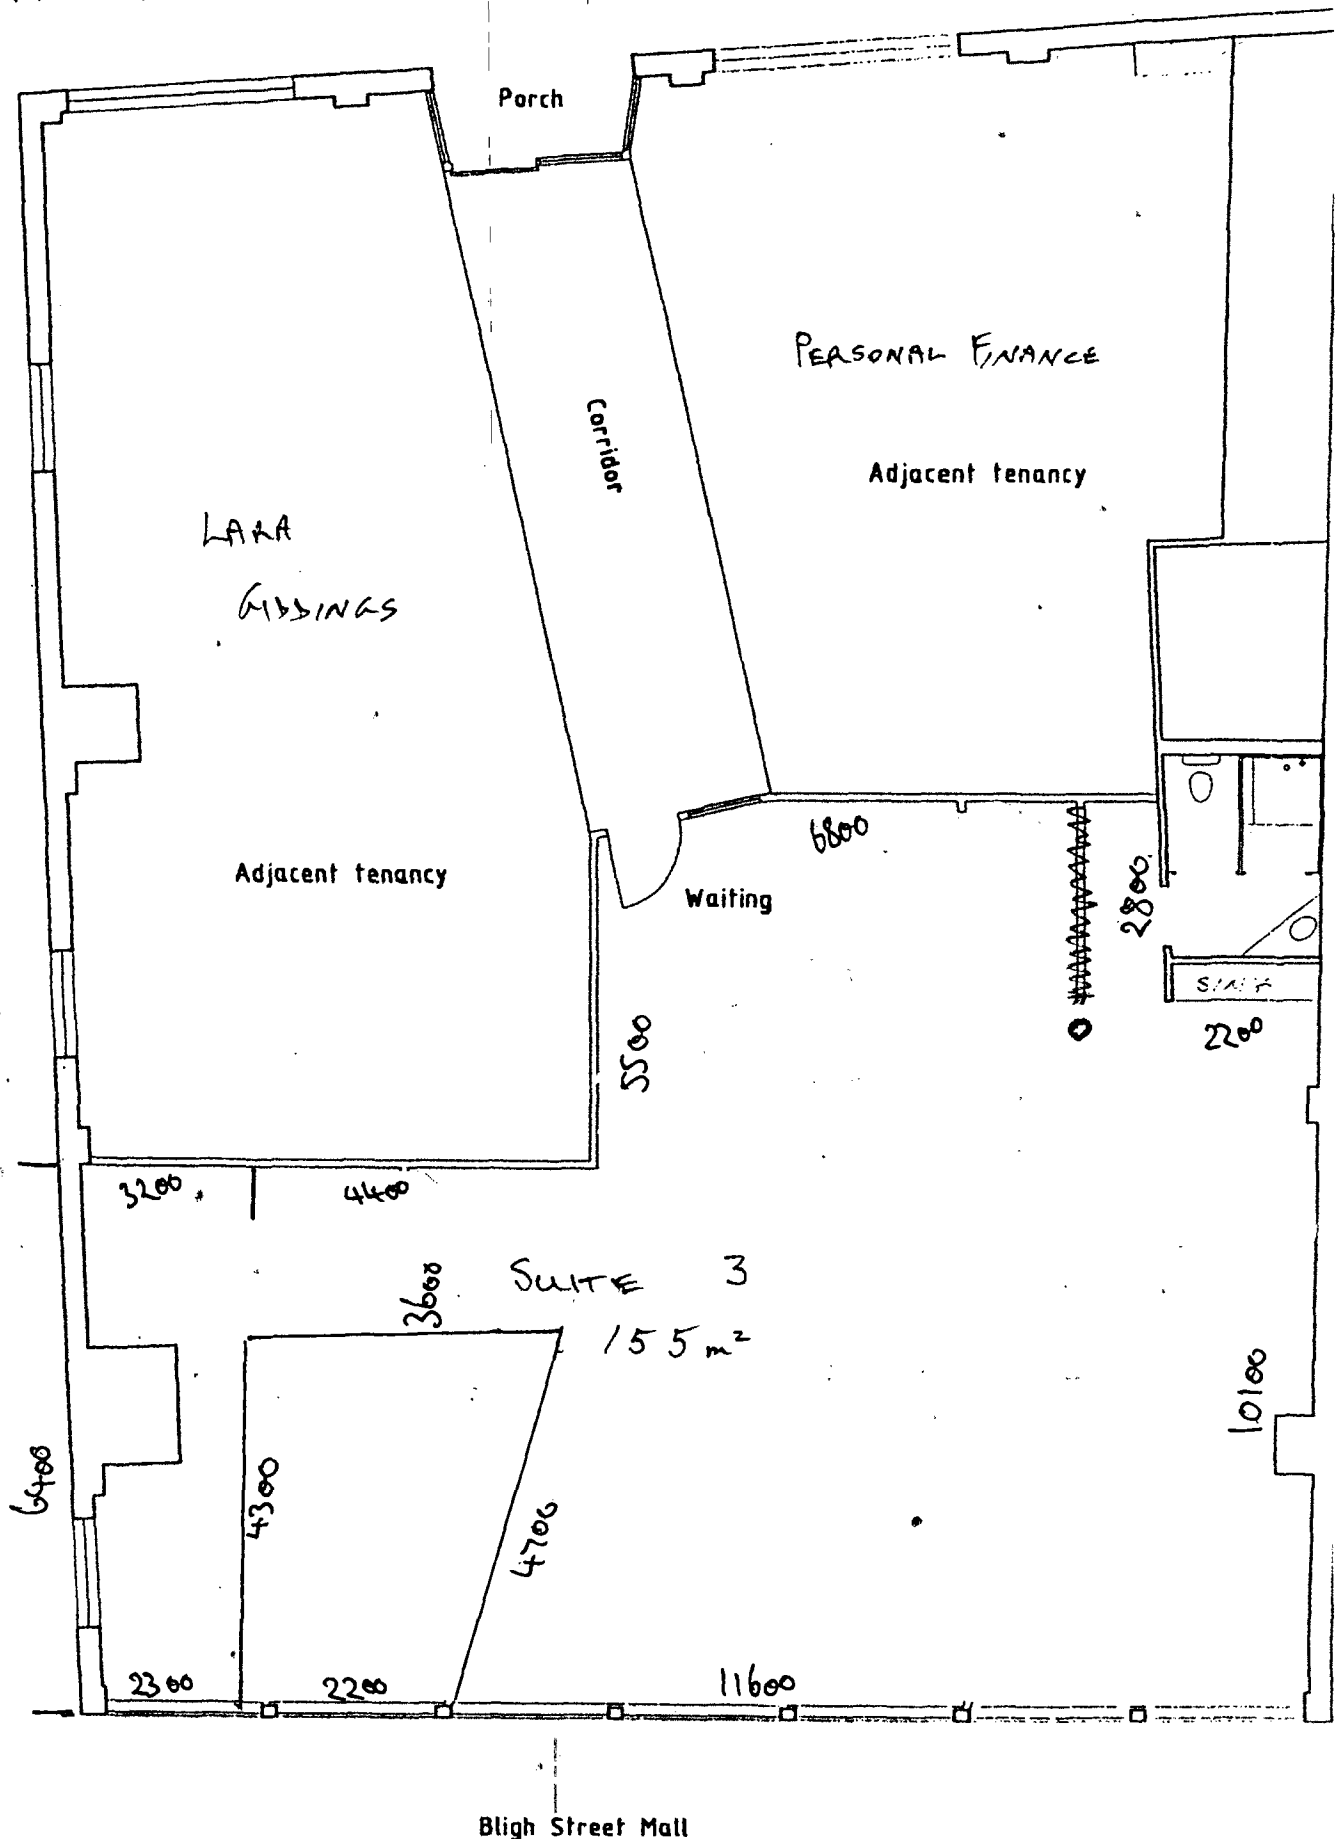 Porch
PERSONAL FINANCE
Corridor
Adjacent tenancy
LARA
GIDDINGS
6800
Adjacent tenancy
Waiting
2800
SINK
2200
5500
3200
4400
3600
SUITE 3
155 m²
10100
6400
4300
4700
2300
2200
11600
Bligh Street Mall